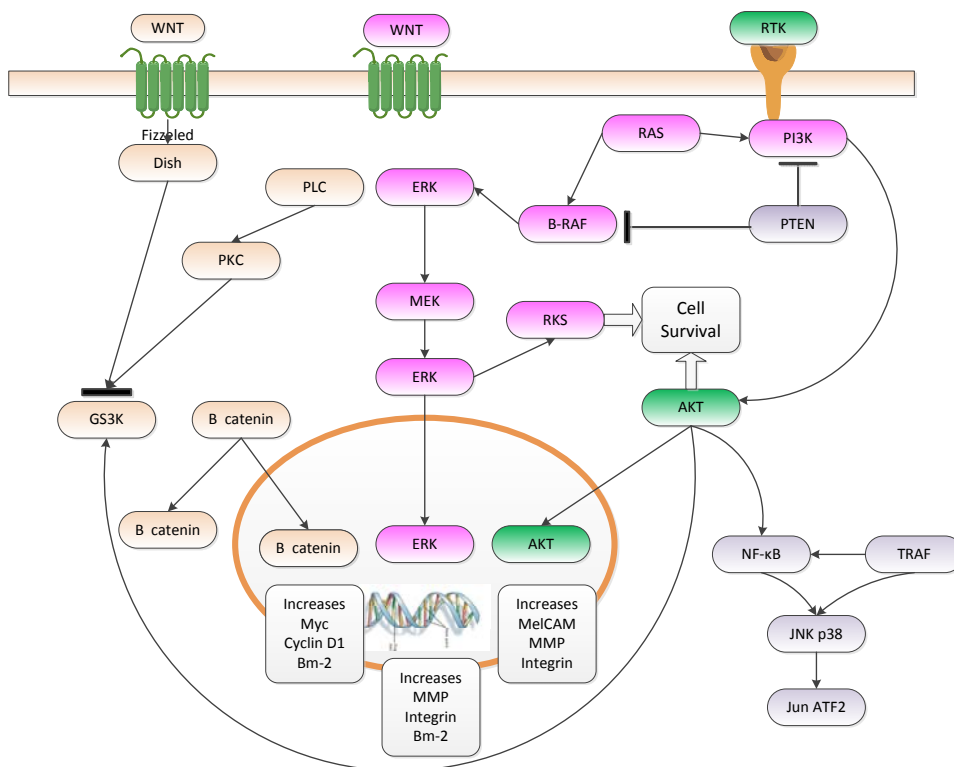 WNT
WNT
RTK
Fizzeled
Dish
RAS
PI3K
PLC
ERK
B-RAF
PTEN
PKC
MEK
RKS
Cell
Survival
ERK
AKT
GS3K
B catenin
B catenin
B catenin
ERK
AKT
NF-κB
TRAF
Increases
Myc
Cyclin D1
Bm-2
Increases
MelCAM
MMP
Integrin
JNK p38
Increases
MMP
Integrin
Bm-2
Jun ATF2